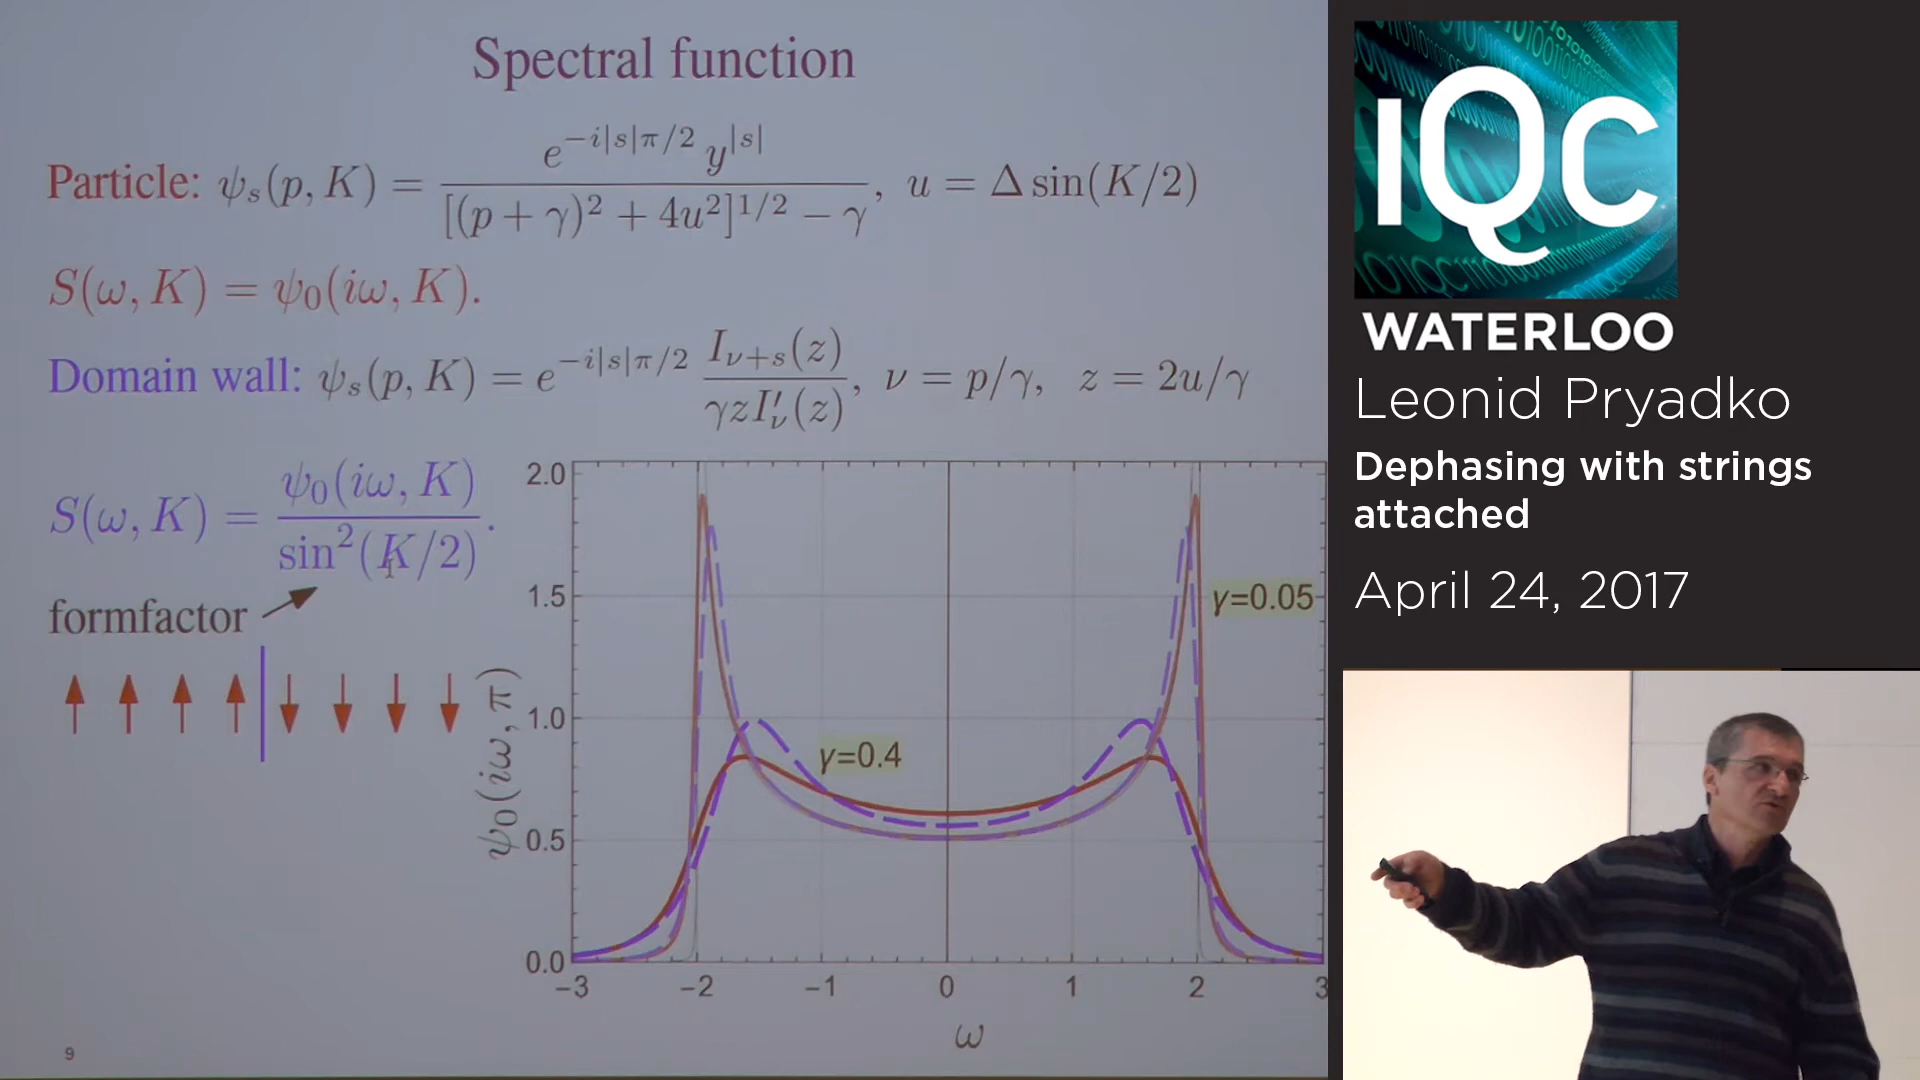 Spectral function
Particle: ψ_s(p, K) = e^{−i|s|π/2} y^{|s|} / [(p + γ)² + 4u²]^{1/2} − γ, u = Δ sin(K/2)
S(ω, K) = ψ₀(iω, K).
Domain wall: ψ_s(p, K) = e^{−i|s|π/2} I_{ν+s}(z) / γzI′_ν(z), ν = p/γ, z = 2u/γ
S(ω, K) = ψ₀(iω, K) / sin²(K/2).
formfactor
ψ₀(iω, π)
2.0
1.5
1.0
0.5
0.0
γ=0.05
γ=0.4
−3 −2 −1 0 1 2 3
ω
9
IQC
WATERLOO
Leonid Pryadko
Dephasing with strings
attached
April 24, 2017